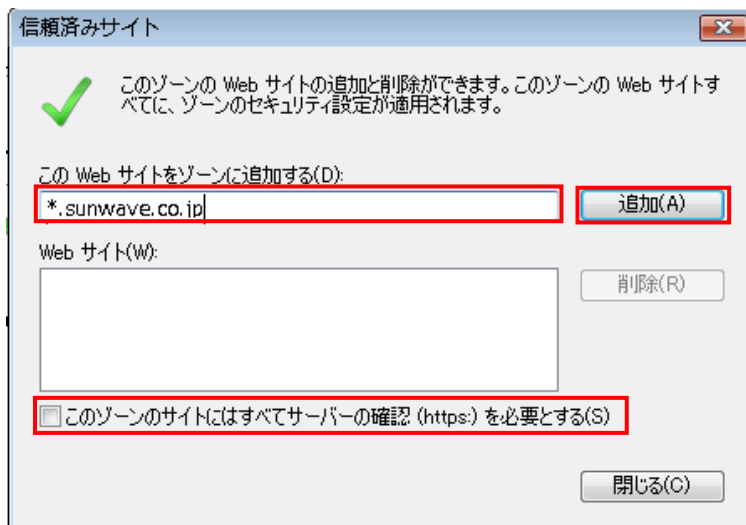 信頼済みサイト
このゾーンの Web サイトの追加と削除ができます。このゾーンの Web サイトす
べてに、ゾーンのセキュリティ設定が適用されます。
この Web サイトをゾーンに追加する(D):
*.sunwave.co.jp
追加(A)
Web サイト(W):
削除(R)
このゾーンのサイトにはすべてサーバーの確認 (https:) を必要とする(S)
閉じる(C)